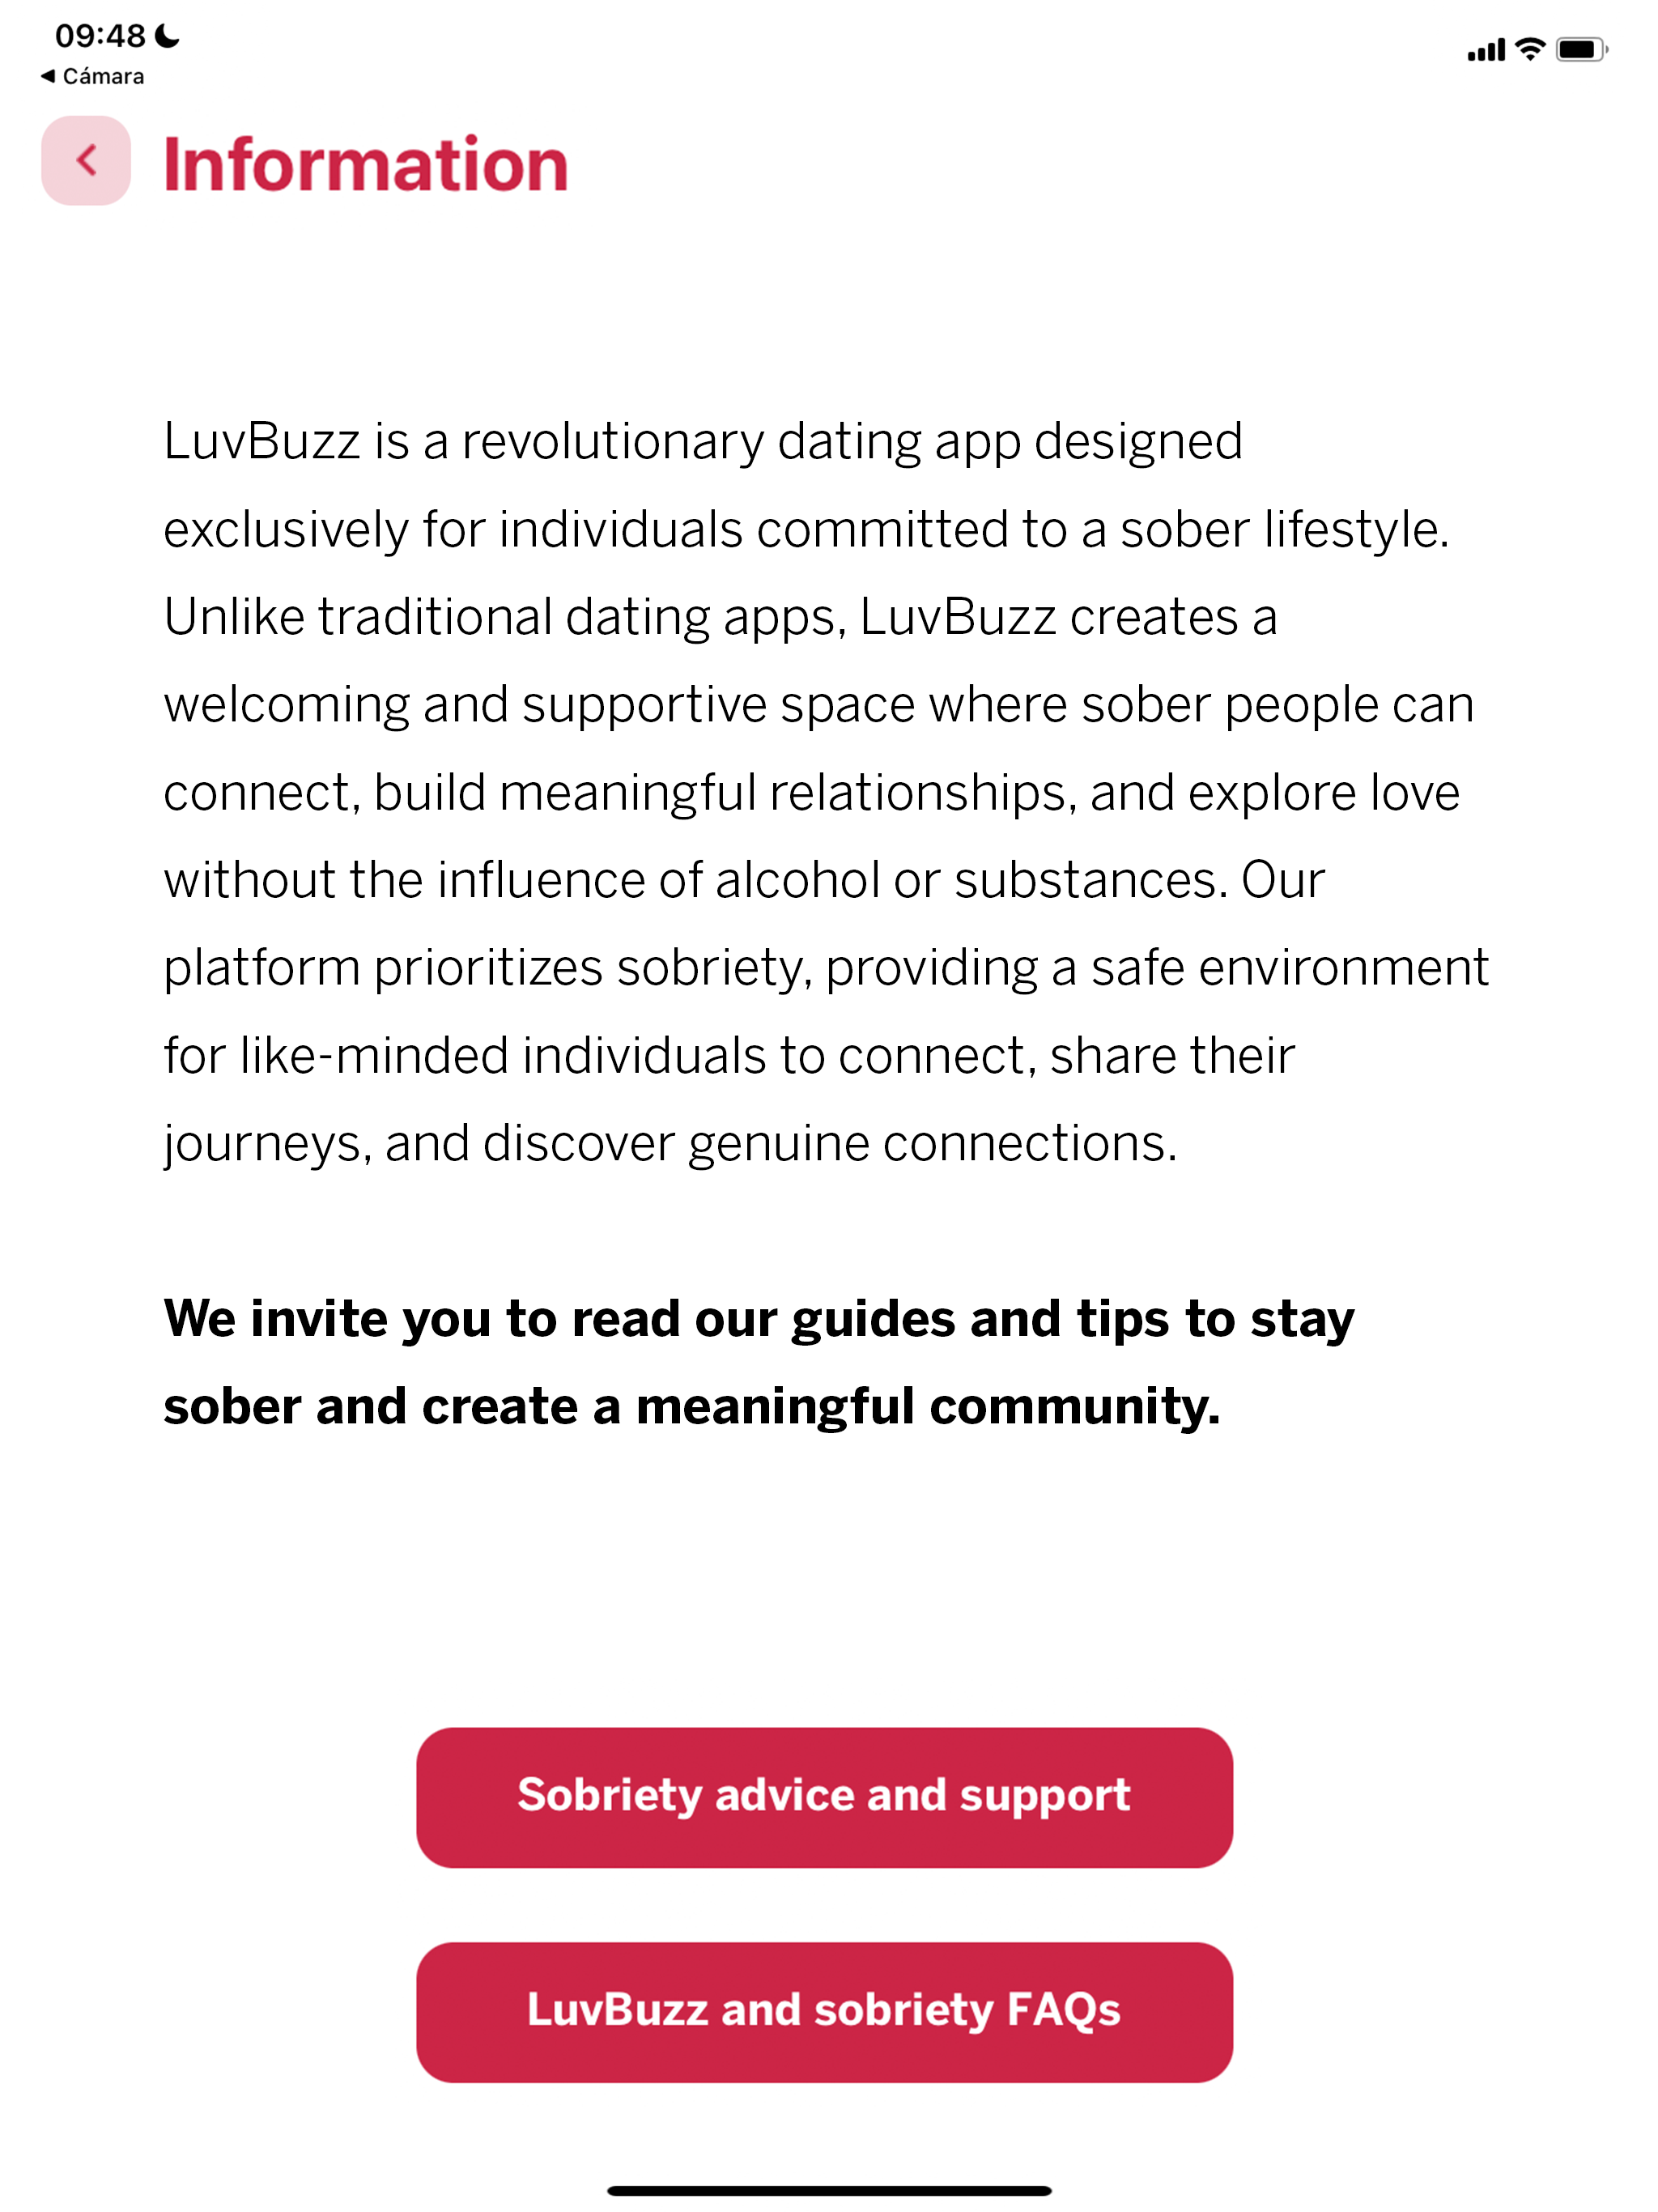 09:48
Cámara
Information
LuvBuzz is a revolutionary dating app designed
exclusively for individuals committed to a sober lifestyle.
Unlike traditional dating apps, LuvBuzz creates a
welcoming and supportive space where sober people can
connect, build meaningful relationships, and explore love
without the influence of alcohol or substances. Our
platform prioritizes sobriety, providing a safe environment
for like-minded individuals to connect, share their
journeys, and discover genuine connections.
We invite you to read our guides and tips to stay
sober and create a meaningful community.
Sobriety advice and support
LuvBuzz and sobriety FAQs